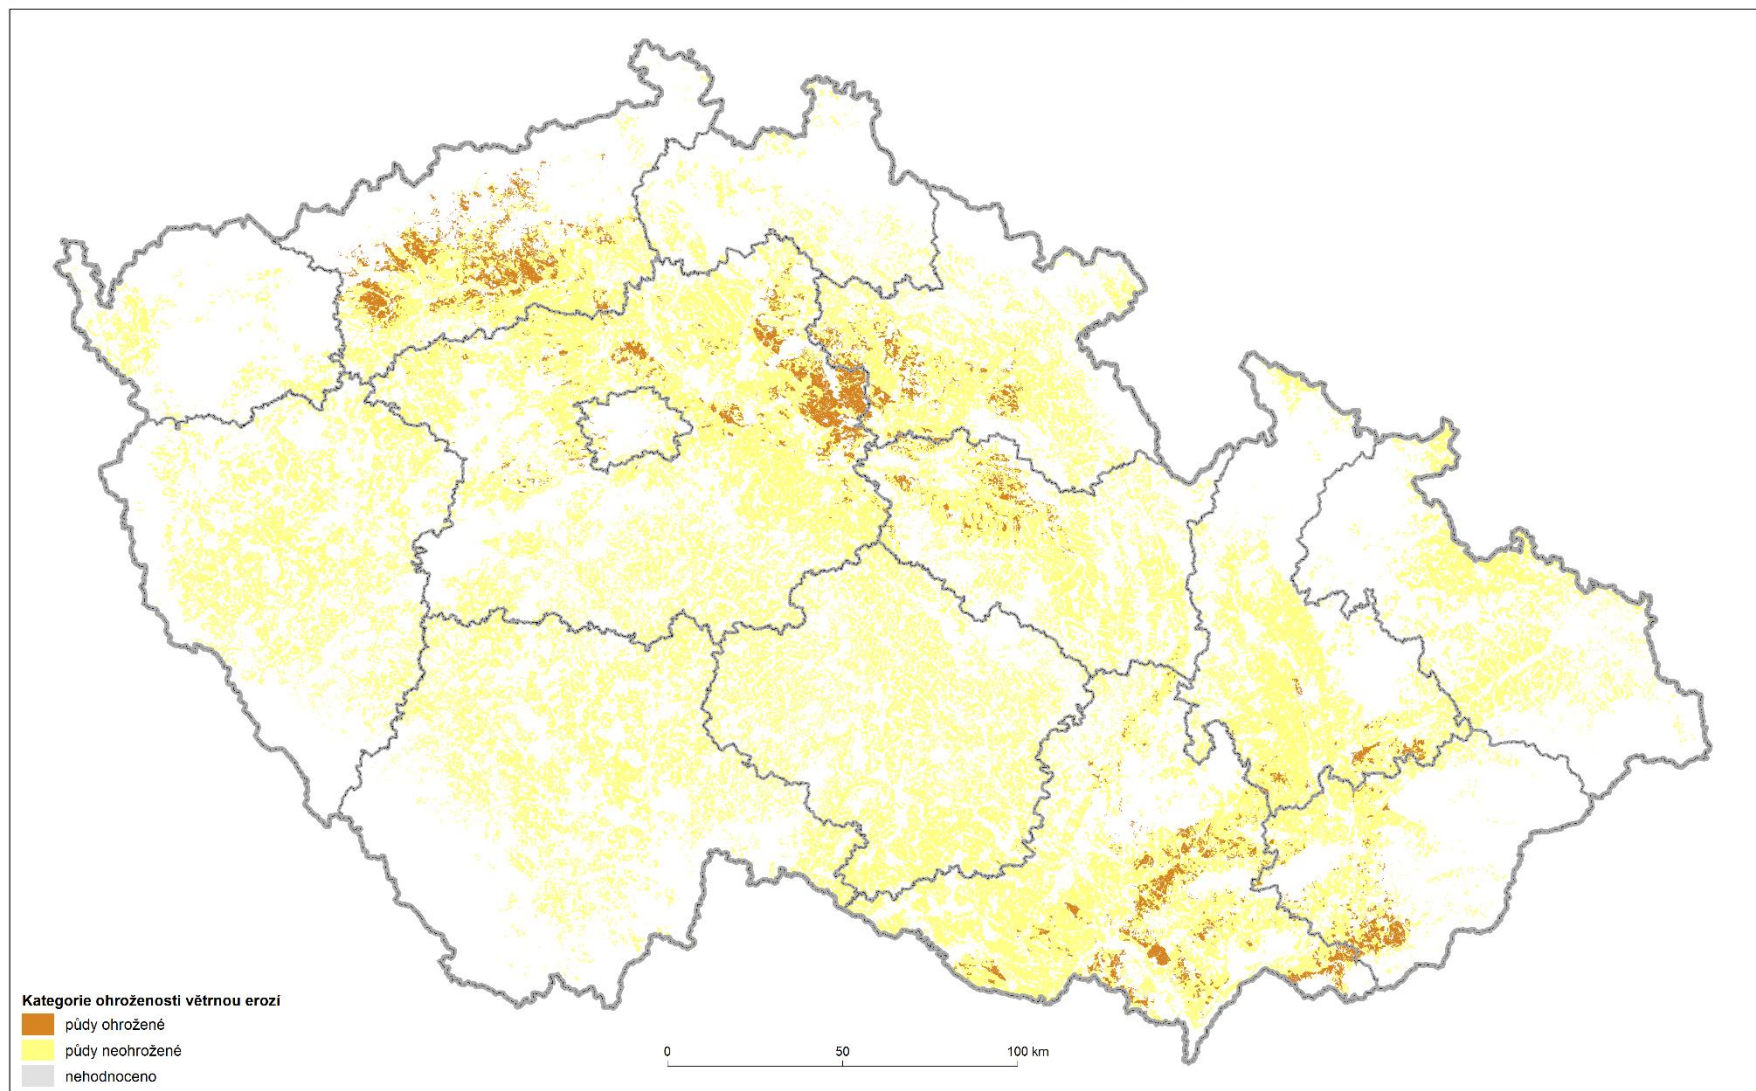 Kategorie ohroženosti větrnou erozí
půdy ohrožené
půdy neohrožené
nehodnoceno
0 50 100 km